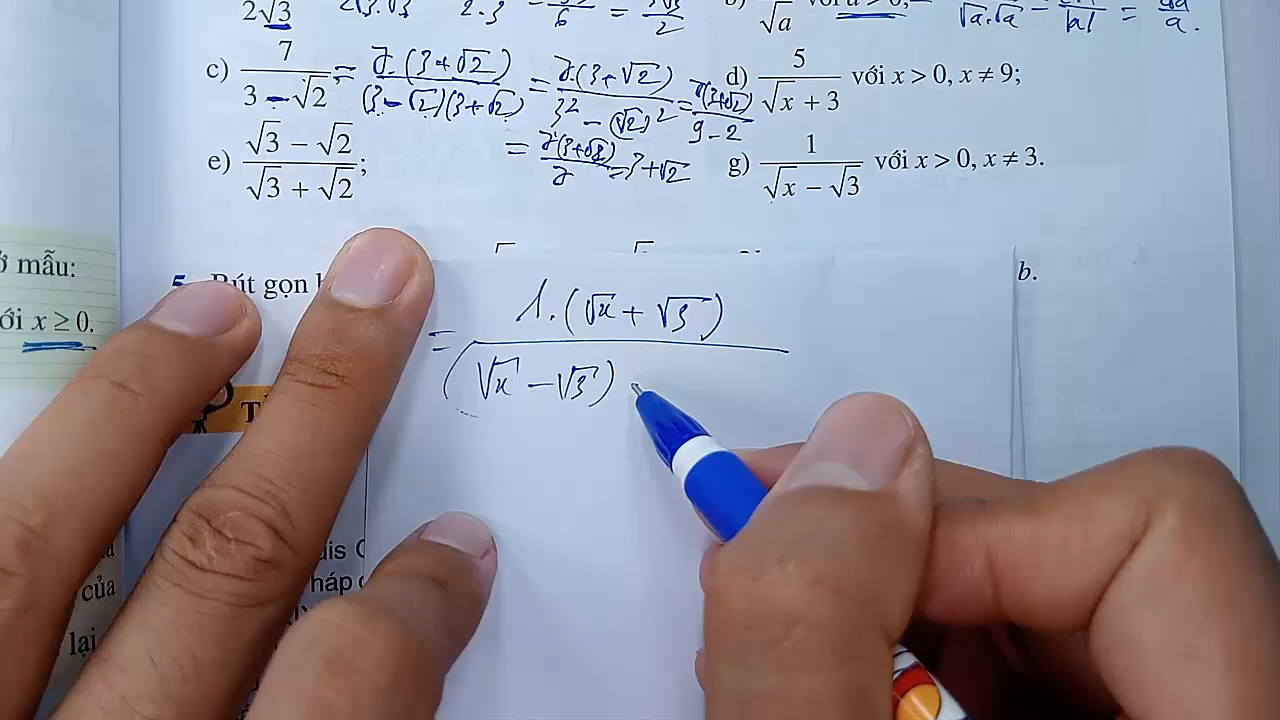 2√3
√a
√a.√a
|a|
=
a.
c) 7/(3 − √2) = 7.(3+√2)/((3−√2)(3+√2)) = 7.(3+√2)/(3² − (√2)²) = 7(3+√2)/(9−2)
= 7.(3+√2)/7 = 3+√2
d) 5/(√x + 3) với x > 0, x ≠ 9;
e) (√3 − √2)/(√3 + √2);
g) 1/(√x − √3) với x > 0, x ≠ 3.
ở mẫu:
x ≥ 0.
5. Rút gọn
b.
= 1.(√x + √3)
(√x − √3)
của
lại